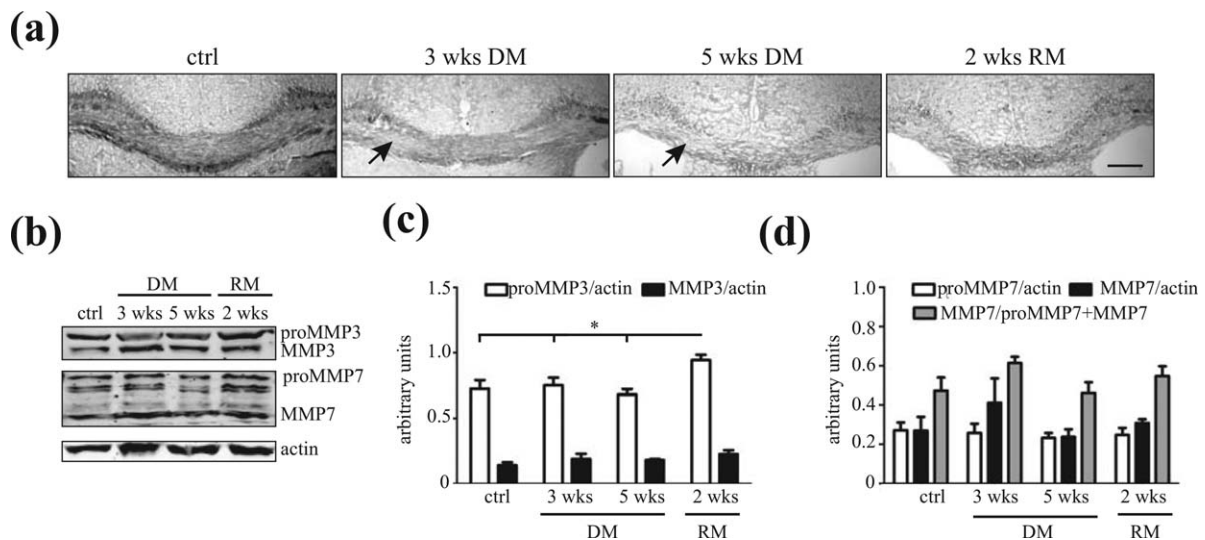 (a)
ctrl 3 wks DM 5 wks DM 2 wks RM
(b)
DM RM
ctrl 3 wks 5 wks 2 wks
proMMP3
MMP3
proMMP7
MMP7
actin
(c)
proMMP3/actin MMP3/actin
*
arbitrary units
1.5
1.0
0.5
0
ctrl 3 wks 5 wks 2 wks
DM RM
(d)
proMMP7/actin MMP7/actin
MMP7/proMMP7+MMP7
arbitrary units
1.0
0.8
0.6
0.4
0.2
0
ctrl 3 wks 5 wks 2 wks
DM RM